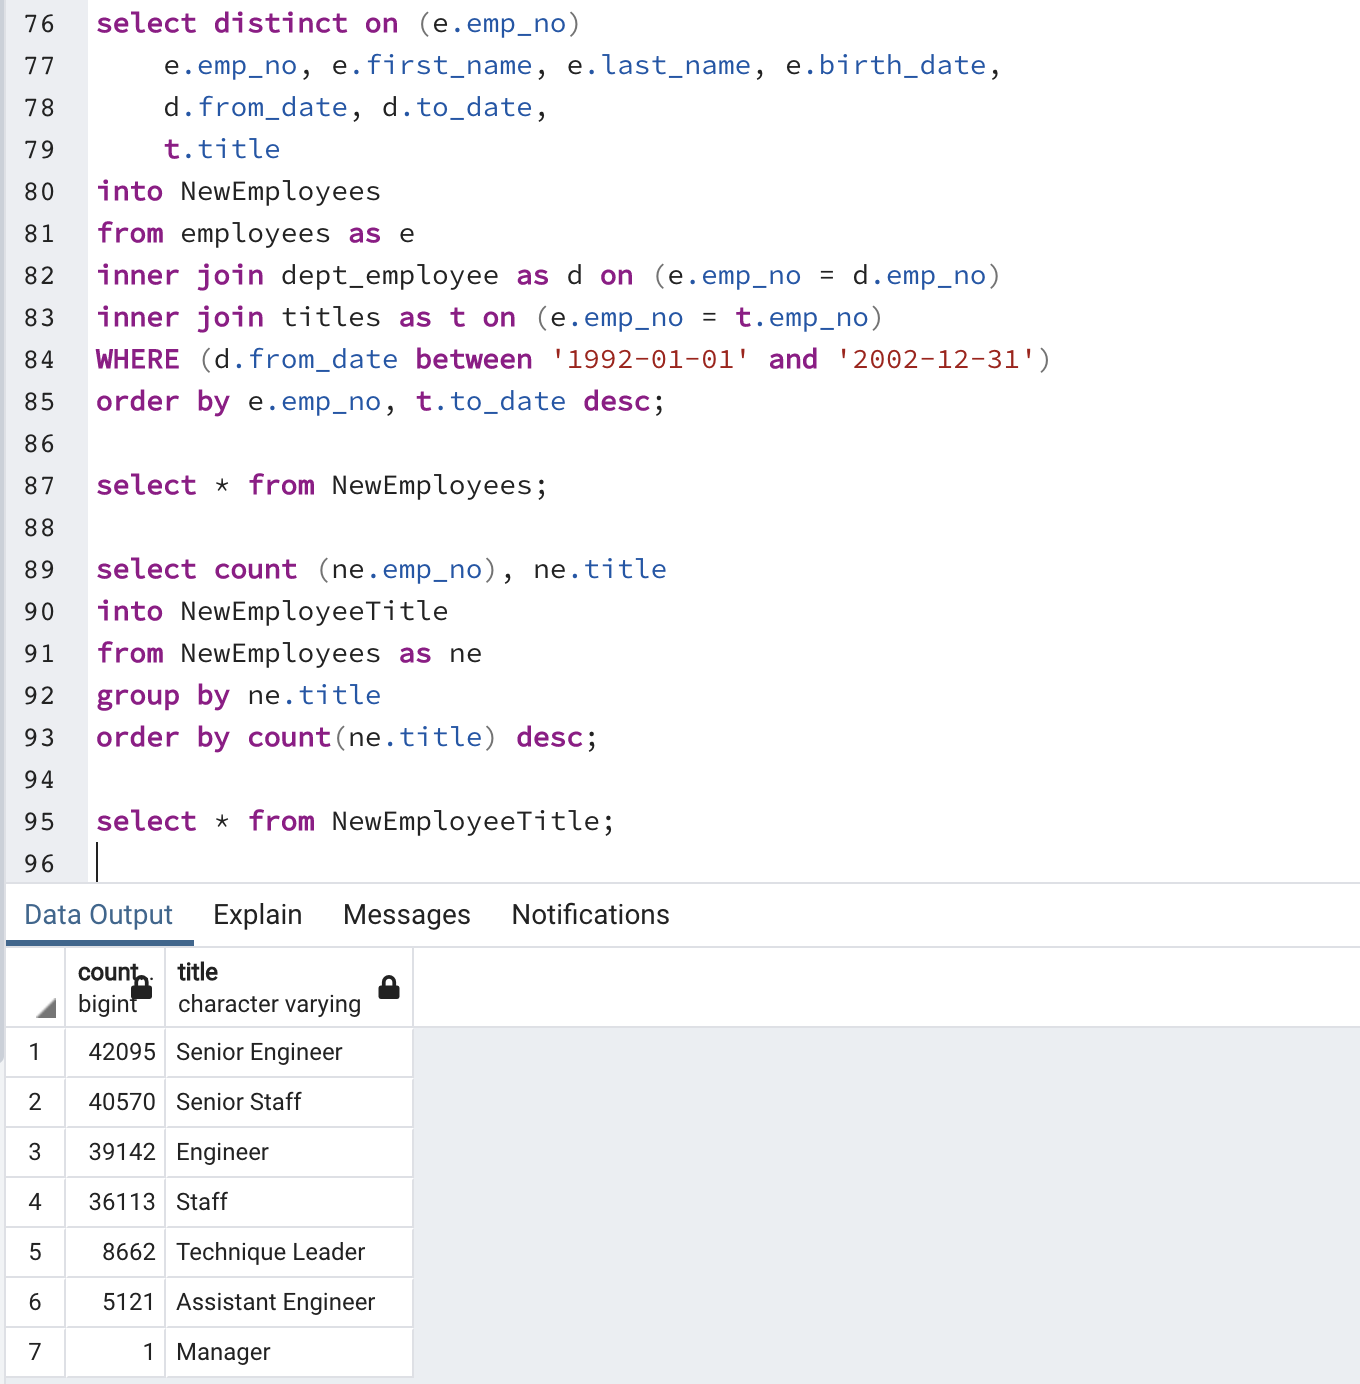 76 select distinct on (e.emp_no)
77     e.emp_no, e.first_name, e.last_name, e.birth_date,
78     d.from_date, d.to_date,
79     t.title
80 into NewEmployees
81 from employees as e
82 inner join dept_employee as d on (e.emp_no = d.emp_no)
83 inner join titles as t on (e.emp_no = t.emp_no)
84 WHERE (d.from_date between '1992-01-01' and '2002-12-31')
85 order by e.emp_no, t.to_date desc;
86
87 select * from NewEmployees;
88
89 select count (ne.emp_no), ne.title
90 into NewEmployeeTitle
91 from NewEmployees as ne
92 group by ne.title
93 order by count(ne.title) desc;
94
95 select * from NewEmployeeTitle;
96
Data Output Explain Messages Notifications
count.. title
bigint character varying
1 42095 Senior Engineer
2 40570 Senior Staff
3 39142 Engineer
4 36113 Staff
5 8662 Technique Leader
6 5121 Assistant Engineer
7 1 Manager